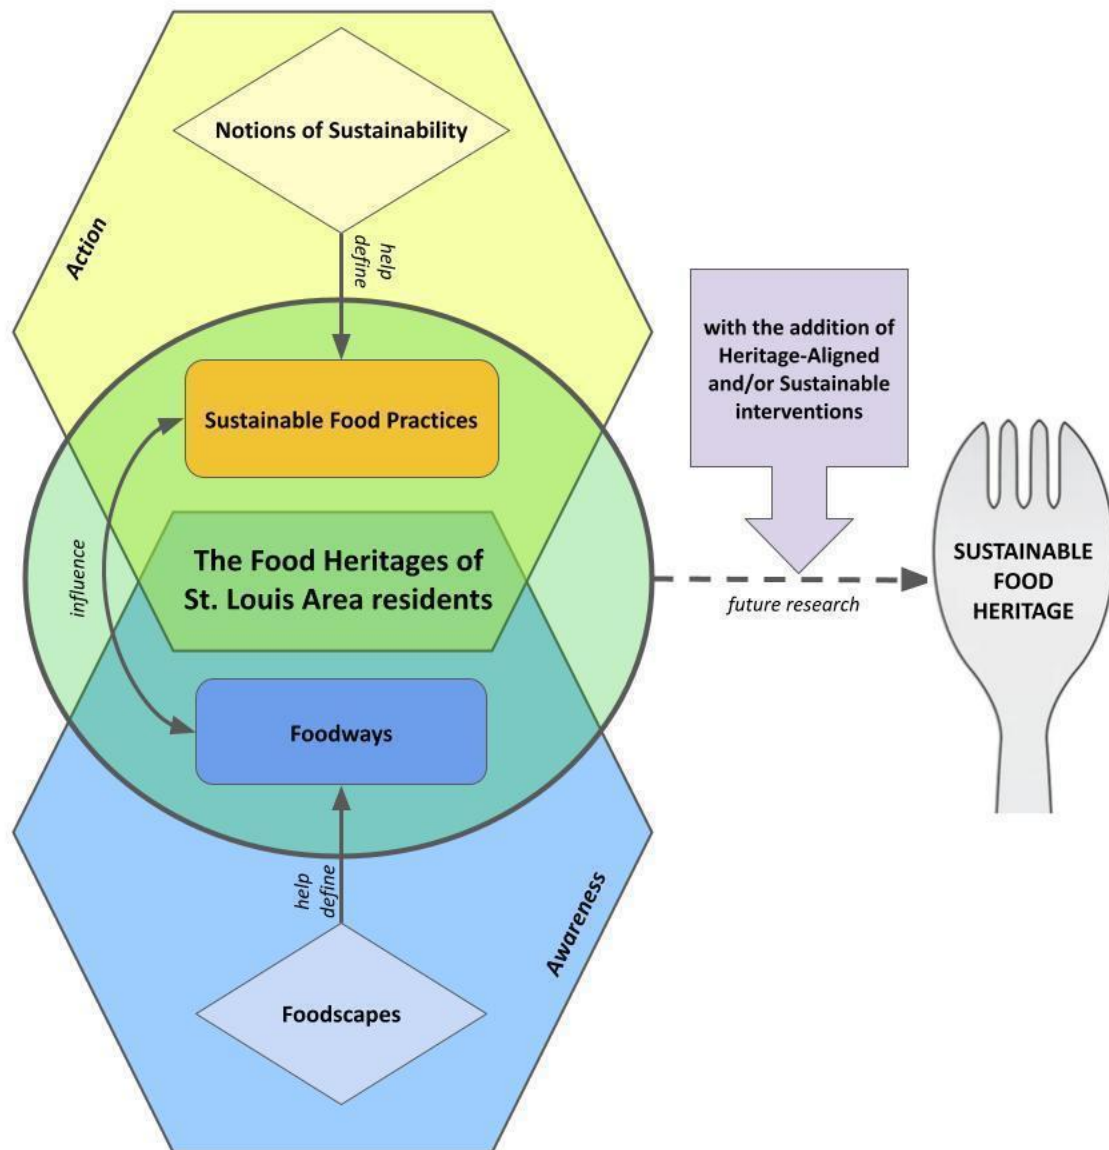 Notions of Sustainability
Action
help
define
with the addition of
Heritage-Aligned
and/or Sustainable
interventions
Sustainable Food Practices
influence
The Food Heritages of
St. Louis Area residents
future research
SUSTAINABLE
FOOD
HERITAGE
Foodways
help
define
Awareness
Foodscapes